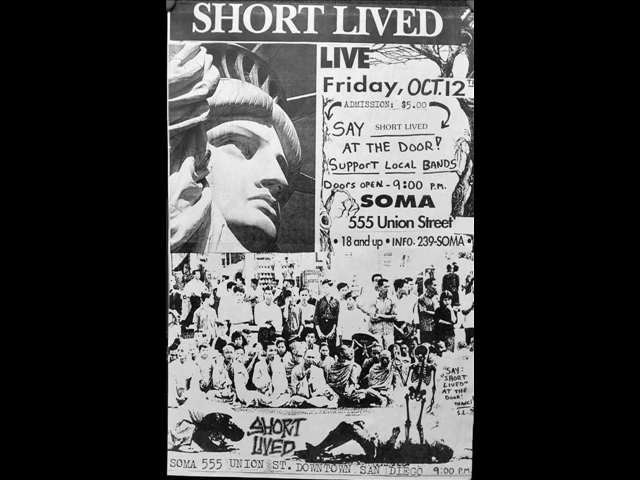 SHORT LIVED
LIVE
Friday, OCT. 12TH
ADMISSION: $5.00
SAY SHORT LIVED
AT THE DOOR!
SUPPORT LOCAL BANDS
DOORS OPEN - 9:00 P.M.
SOMA
555 Union Street
• 18 and up • INFO. 239-SOMA •
SAY:
"SHORT
LIVED"
AT THE
DOOR!
THANKS!
S.L.
SHORT
LIVED
SOMA 555 UNION ST. DOWNTOWN SAN DIEGO 9:00 P.M.